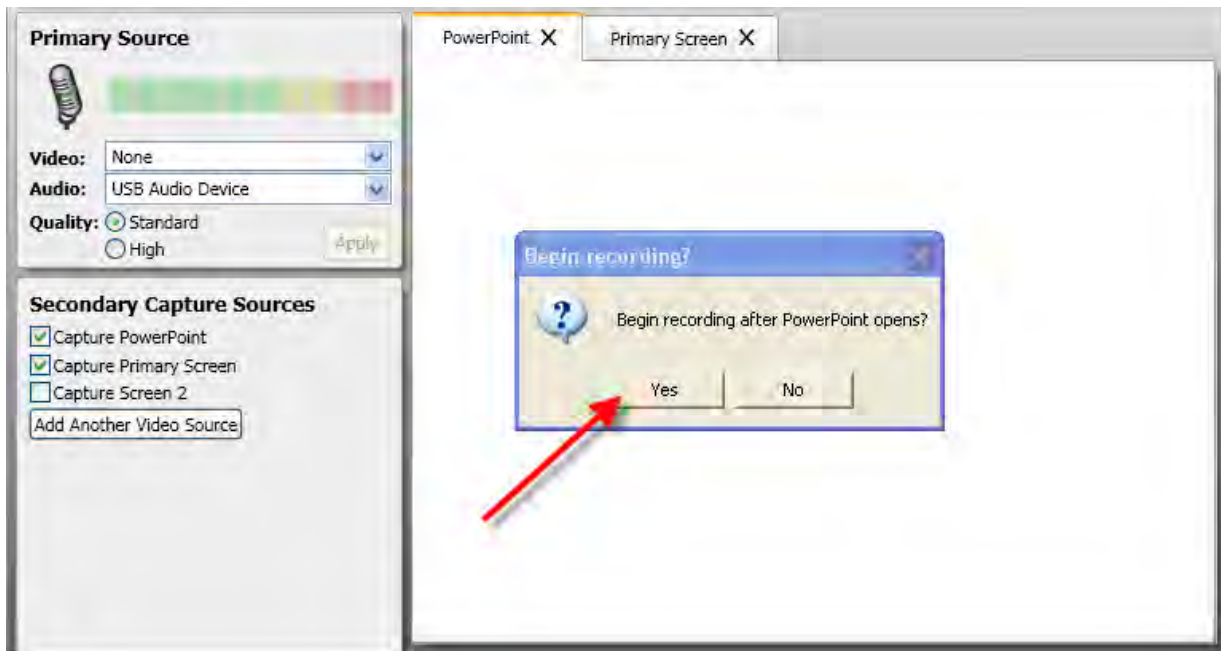 Primary Source
Video: None
Audio: USB Audio Device
Quality: Standard
High
Apply
Secondary Capture Sources
Capture PowerPoint
Capture Primary Screen
Capture Screen 2
Add Another Video Source
PowerPoint X Primary Screen X
Begin recording?
Begin recording after PowerPoint opens?
Yes No